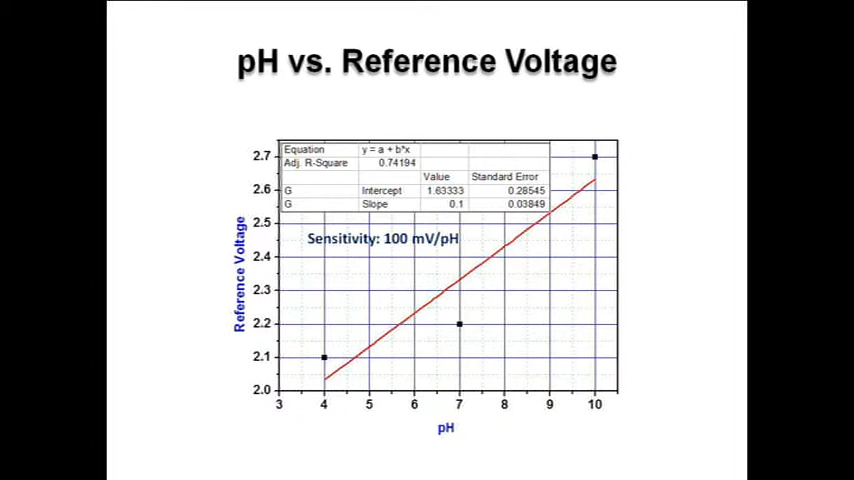 pH vs. Reference Voltage
Equation y = a + b*x
Adj. R-Square 0.74194
Value Standard Error
G Intercept 1.63333 0.28545
G Slope 0.1 0.03849
Sensitivity: 100 mV/pH
Reference Voltage
2.7
2.6
2.5
2.4
2.3
2.2
2.1
2.0
3 4 5 6 7 8 9 10
pH